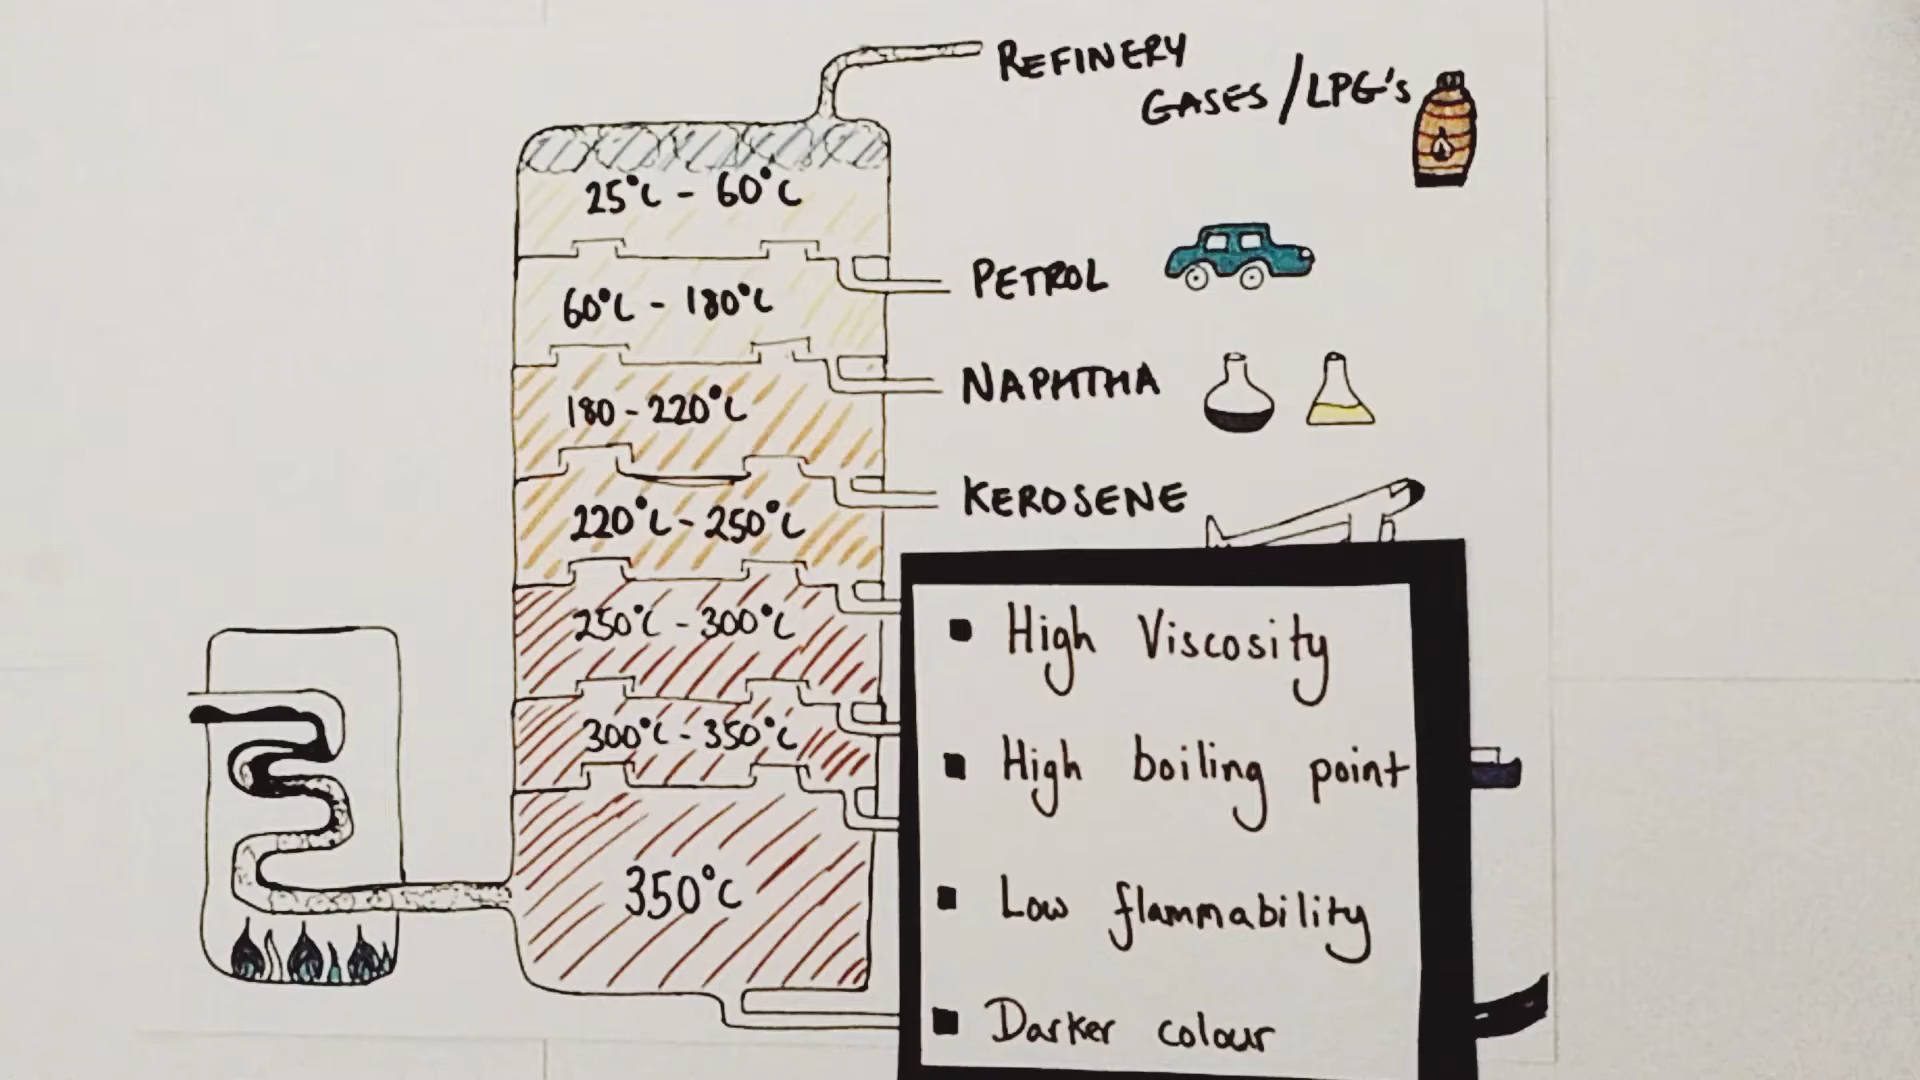 REFINERY
GASES/LPG's
25°C - 60°C
PETROL
60°C - 180°C
NAPHTHA
180-220°C
KEROSENE
220°C - 250°C
250°C - 300°C
300°C - 350°C
350°C
▪ High Viscosity
▪ High boiling point
▪ Low flammability
▪ Darker colour